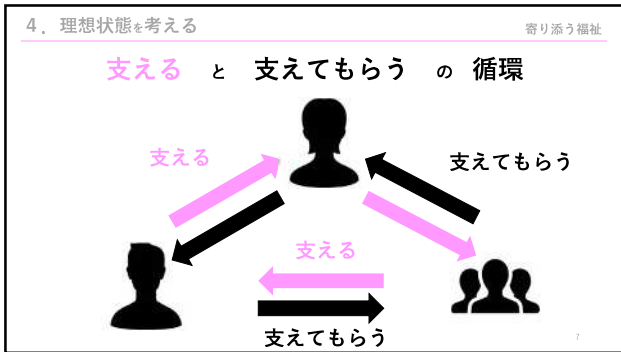 4．理想状態を考える
寄り添う福祉
支える と 支えてもらう の 循環
支える
支えてもらう
支える
支えてもらう
7